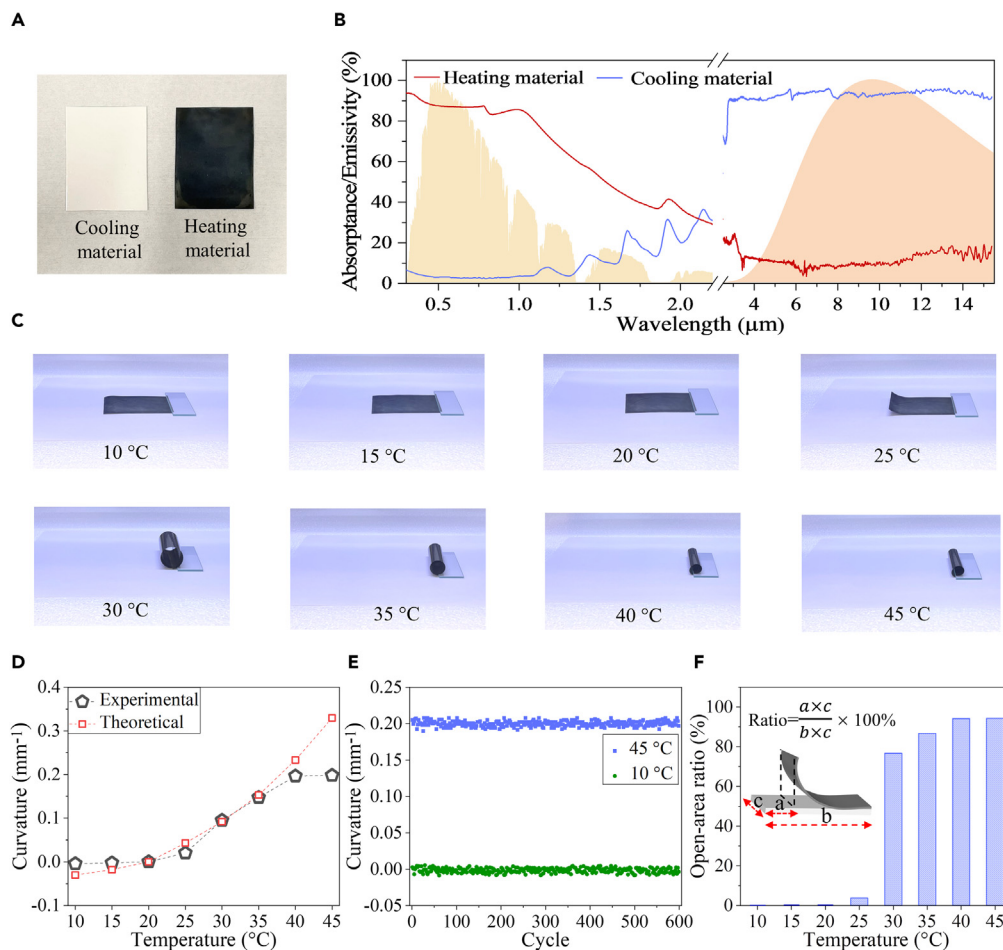 A
Cooling
material
Heating
material
B
Absorptance/Emissivity (%)
100
80
60
40
20
0
Heating material
Cooling material
0.5
1.0
1.5
2.0
4
6
8
10
12
14
Wavelength (μm)
C
10 °C
15 °C
20 °C
25 °C
30 °C
35 °C
40 °C
45 °C
D
Curvature (mm⁻¹)
0.4
0.3
0.2
0.1
0.0
-0.1
Experimental
Theoretical
10 15 20 25 30 35 40 45
Temperature (°C)
E
Curvature (mm⁻¹)
0.25
0.20
0.15
0.10
0.05
0.00
-0.05
45 °C
10 °C
0 100 200 300 400 500 600
Cycle
F
Open-area ratio (%)
100
80
60
40
20
0
Ratio=a×c/b×c × 100%
c
a
b
10 15 20 25 30 35 40 45
Temperature (°C)